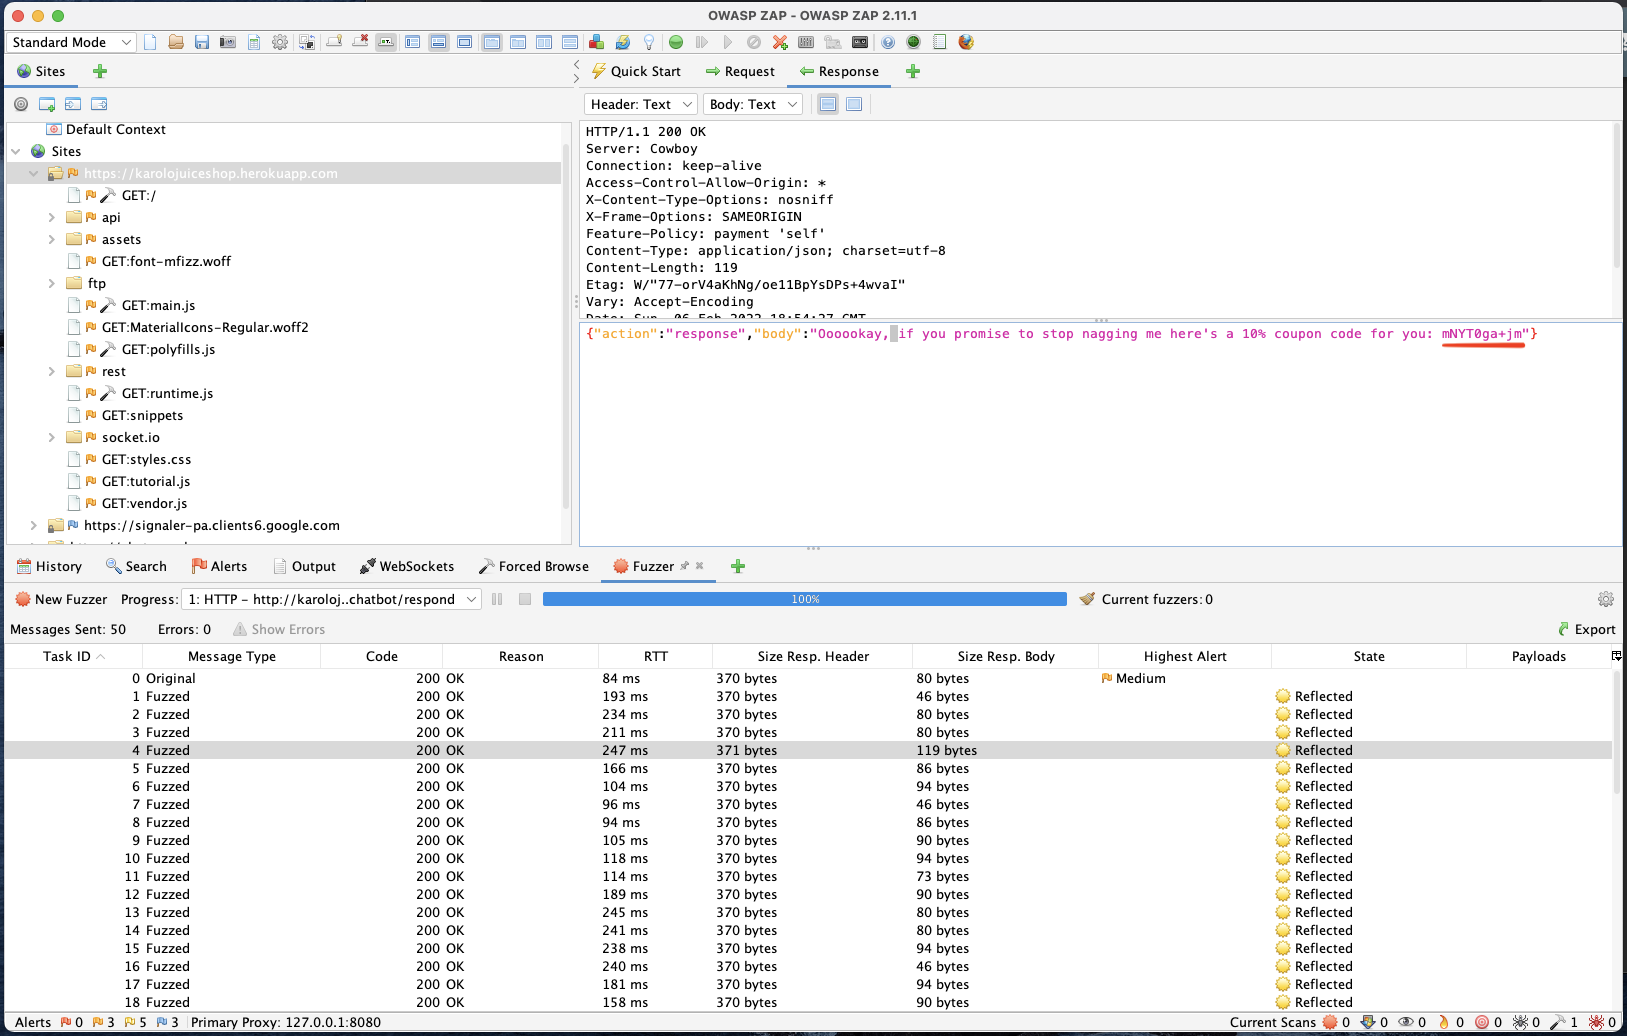 OWASP ZAP - OWASP ZAP 2.11.1
Standard Mode
Sites
Quick Start
Request
Response
Header: Text
Body: Text
Default Context
Sites
https://karolojuiceshop.herokuapp.com
GET:/
api
assets
GET:font-mfizz.woff
ftp
GET:main.js
GET:MaterialIcons-Regular.woff2
GET:polyfills.js
rest
GET:runtime.js
GET:snippets
socket.io
GET:styles.css
GET:tutorial.js
GET:vendor.js
https://signaler-pa.clients6.google.com
HTTP/1.1 200 OK
Server: Cowboy
Connection: keep-alive
Access-Control-Allow-Origin: *
X-Content-Type-Options: nosniff
X-Frame-Options: SAMEORIGIN
Feature-Policy: payment 'self'
Content-Type: application/json; charset=utf-8
Content-Length: 119
Etag: W/"77-orV4aKhNg/oe11BpYsDPs+4wvaI"
Vary: Accept-Encoding
Date: Sun, 06 Feb 2022 18:54:27 GMT
{"action":"response","body":"Oooookay, if you promise to stop nagging me here's a 10% coupon code for you: mNYT0ga+jm"}
History
Search
Alerts
Output
WebSockets
Forced Browse
Fuzzer
New Fuzzer
Progress:
1: HTTP - http://karoloj..chatbot/respond
100%
Current fuzzers: 0
Messages Sent: 50
Errors: 0
Show Errors
Export
Task ID Message Type Code Reason RTT Size Resp. Header Size Resp. Body Highest Alert State Payloads
0 Original 200 OK 84 ms 370 bytes 80 bytes Medium
1 Fuzzed 200 OK 193 ms 370 bytes 46 bytes Reflected
2 Fuzzed 200 OK 234 ms 370 bytes 80 bytes Reflected
3 Fuzzed 200 OK 211 ms 370 bytes 80 bytes Reflected
4 Fuzzed 200 OK 247 ms 371 bytes 119 bytes Reflected
5 Fuzzed 200 OK 166 ms 370 bytes 86 bytes Reflected
6 Fuzzed 200 OK 104 ms 370 bytes 94 bytes Reflected
7 Fuzzed 200 OK 96 ms 370 bytes 46 bytes Reflected
8 Fuzzed 200 OK 94 ms 370 bytes 86 bytes Reflected
9 Fuzzed 200 OK 105 ms 370 bytes 90 bytes Reflected
10 Fuzzed 200 OK 118 ms 370 bytes 94 bytes Reflected
11 Fuzzed 200 OK 114 ms 370 bytes 73 bytes Reflected
12 Fuzzed 200 OK 189 ms 370 bytes 90 bytes Reflected
13 Fuzzed 200 OK 245 ms 370 bytes 80 bytes Reflected
14 Fuzzed 200 OK 241 ms 370 bytes 80 bytes Reflected
15 Fuzzed 200 OK 238 ms 370 bytes 94 bytes Reflected
16 Fuzzed 200 OK 240 ms 370 bytes 46 bytes Reflected
17 Fuzzed 200 OK 181 ms 370 bytes 94 bytes Reflected
18 Fuzzed 200 OK 158 ms 370 bytes 90 bytes Reflected
Alerts 0 3 5 3 Primary Proxy: 127.0.0.1:8080
Current Scans 0 0 0 0 0 0 1 0